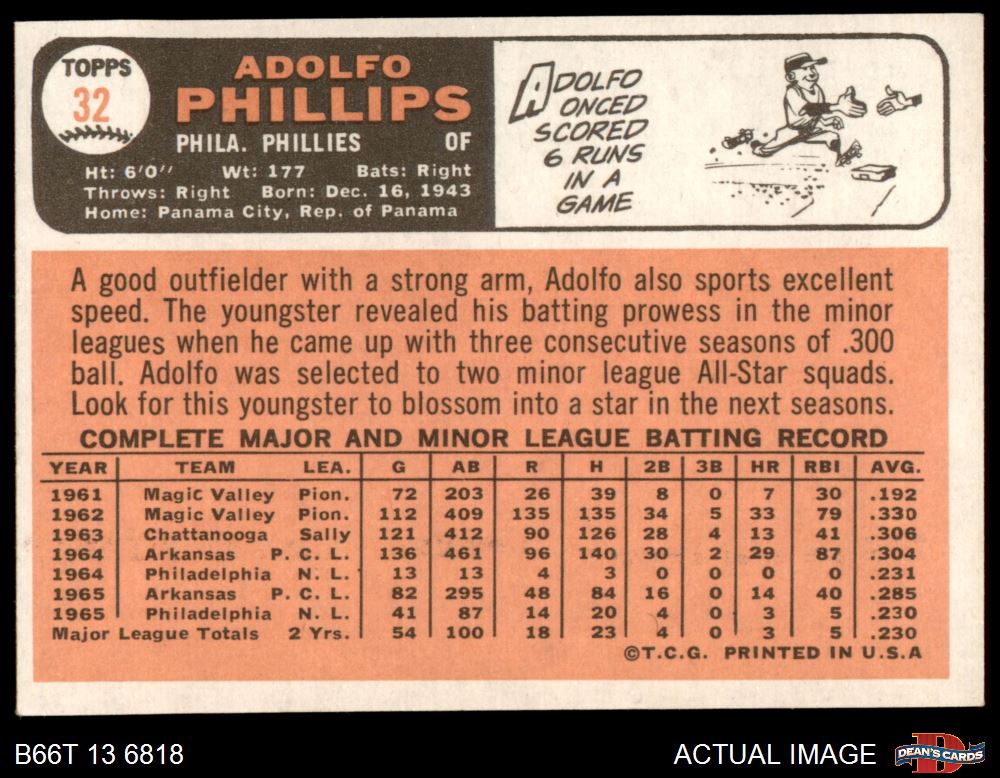 TOPPS
32
ADOLFO
PHILLIPS
PHILA. PHILLIES OF
Ht: 6'0" Wt: 177 Bats: Right
Throws: Right Born: Dec. 16, 1943
Home: Panama City, Rep. of Panama
ADOLFO
ONCED
SCORED
6 RUNS
IN A
GAME
A good outfielder with a strong arm, Adolfo also sports excellent
speed. The youngster revealed his batting prowess in the minor
leagues when he came up with three consecutive seasons of .300
ball. Adolfo was selected to two minor league All-Star squads.
Look for this youngster to blossom into a star in the next seasons.
COMPLETE MAJOR AND MINOR LEAGUE BATTING RECORD
YEAR TEAM LEA. G AB R H 2B 3B HR RBI AVG.
1961 Magic Valley Pion. 72 203 26 39 8 0 7 30 .192
1962 Magic Valley Pion. 112 409 135 135 34 5 33 79 .330
1963 Chattanooga Sally 121 412 90 126 28 4 13 41 .306
1964 Arkansas P. C. L. 136 461 96 140 30 2 29 87 .304
1964 Philadelphia N. L. 13 13 4 3 0 0 0 0 .231
1965 Arkansas P. C. L. 82 295 48 84 16 0 14 40 .285
1965 Philadelphia N. L. 41 87 14 20 4 0 3 5 .230
Major League Totals 2 Yrs. 54 100 18 23 4 0 3 5 .230
©T.C.G. PRINTED IN U.S.A
B66T 13 6818
ACTUAL IMAGE
DEAN'S CARDS